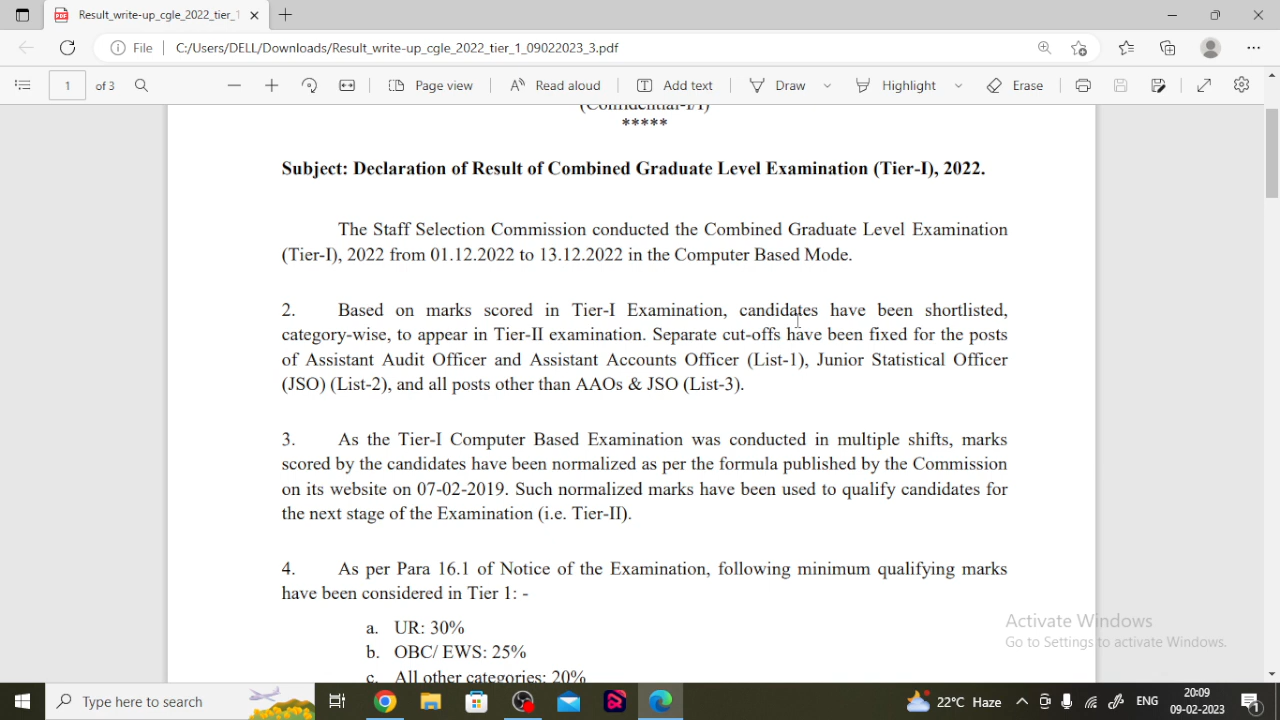 Result_write-up_cgle_2022_tier_1
File C:/Users/DELL/Downloads/Result_write-up_cgle_2022_tier_1_09022023_3.pdf
1 of 3 Page view Read aloud Add text Draw Highlight Erase
(Confidential-I/I)
*****
Subject: Declaration of Result of Combined Graduate Level Examination (Tier-I), 2022.
The Staff Selection Commission conducted the Combined Graduate Level Examination
(Tier-I), 2022 from 01.12.2022 to 13.12.2022 in the Computer Based Mode.
2. Based on marks scored in Tier-I Examination, candidates have been shortlisted,
category-wise, to appear in Tier-II examination. Separate cut-offs have been fixed for the posts
of Assistant Audit Officer and Assistant Accounts Officer (List-1), Junior Statistical Officer
(JSO) (List-2), and all posts other than AAOs & JSO (List-3).
3. As the Tier-I Computer Based Examination was conducted in multiple shifts, marks
scored by the candidates have been normalized as per the formula published by the Commission
on its website on 07-02-2019. Such normalized marks have been used to qualify candidates for
the next stage of the Examination (i.e. Tier-II).
4. As per Para 16.1 of Notice of the Examination, following minimum qualifying marks
have been considered in Tier 1: -
a. UR: 30%
b. OBC/ EWS: 25%
c. All other categories: 20%
Activate Windows
Go to Settings to activate Windows.
Type here to search
22°C Haze
ENG
20:09
09-02-2023
1